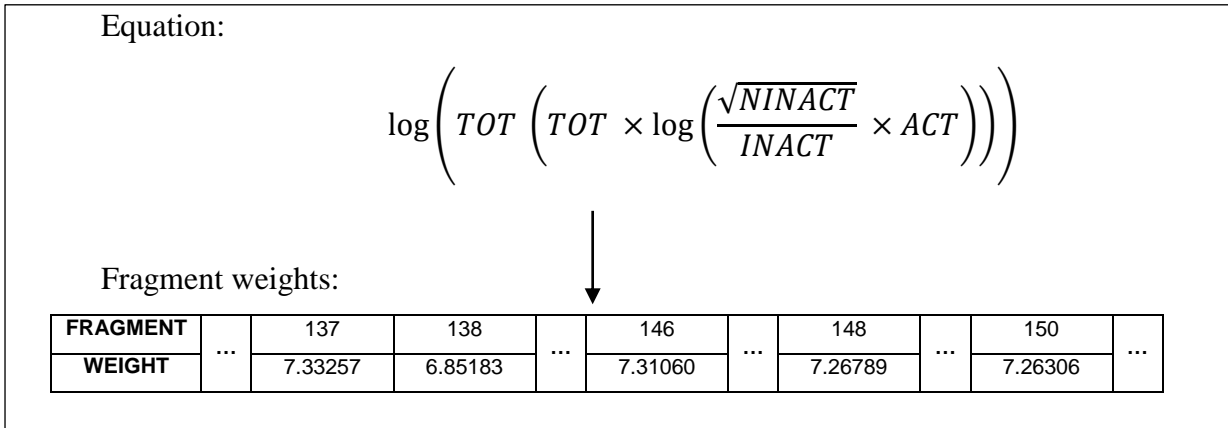 Equation:
log(TOT (TOT × log(√NINACT / INACT × ACT)))
Fragment weights:
FRAGMENT ... 137 138 ... 146 ... 148 ... 150 ...
WEIGHT 7.33257 6.85183 7.31060 7.26789 7.26306